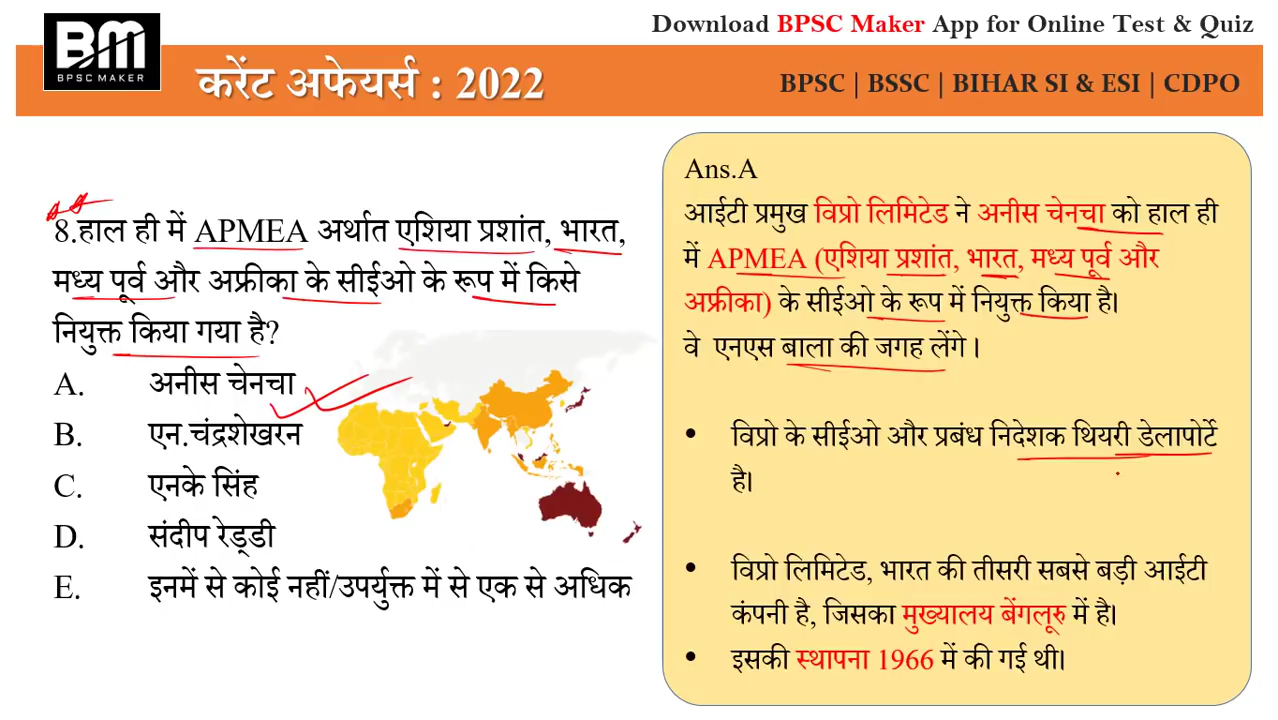 Download BPSC Maker App for Online Test & Quiz
BM
BPSC MAKER
करेंट अफेयर्स : 2022
BPSC | BSSC | BIHAR SI & ESI | CDPO
8.हाल ही में APMEA अर्थात एशिया प्रशांत, भारत,
मध्य पूर्व और अफ्रीका के सीईओ के रूप में किसे
नियुक्त किया गया है?
A. अनीस चेनचा
B. एन.चंद्रशेखरन
C. एनके सिंह
D. संदीप रेड्डी
E. इनमें से कोई नहीं/उपर्युक्त में से एक से अधिक
Ans.A
आईटी प्रमुख विप्रो लिमिटेड ने अनीस चेनचा को हाल ही
में APMEA (एशिया प्रशांत, भारत, मध्य पूर्व और
अफ्रीका) के सीईओ के रूप में नियुक्त किया है।
वे एनएस बाला की जगह लेंगे।
• विप्रो के सीईओ और प्रबंध निदेशक थियरी डेलापोर्टे
है।
• विप्रो लिमिटेड, भारत की तीसरी सबसे बड़ी आईटी
कंपनी है, जिसका मुख्यालय बेंगलूरु में है।
• इसकी स्थापना 1966 में की गई थी।